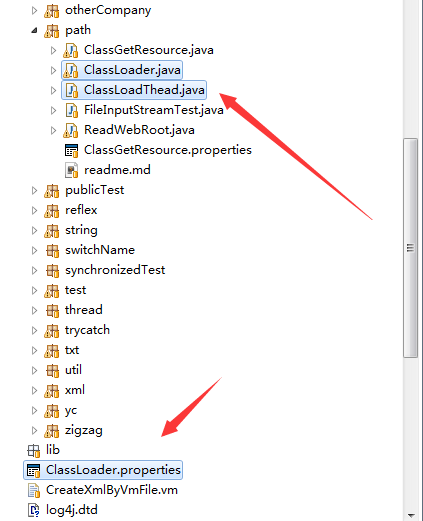 otherCompany
path
ClassGetResource.java
ClassLoader.java
ClassLoadThead.java
FileInputStreamTest.java
ReadWebRoot.java
ClassGetResource.properties
readme.md
publicTest
reflex
string
switchName
synchronizedTest
test
thread
trycatch
txt
util
xml
yc
zigzag
lib
ClassLoader.properties
CreateXmlByVmFile.vm
log4j.dtd